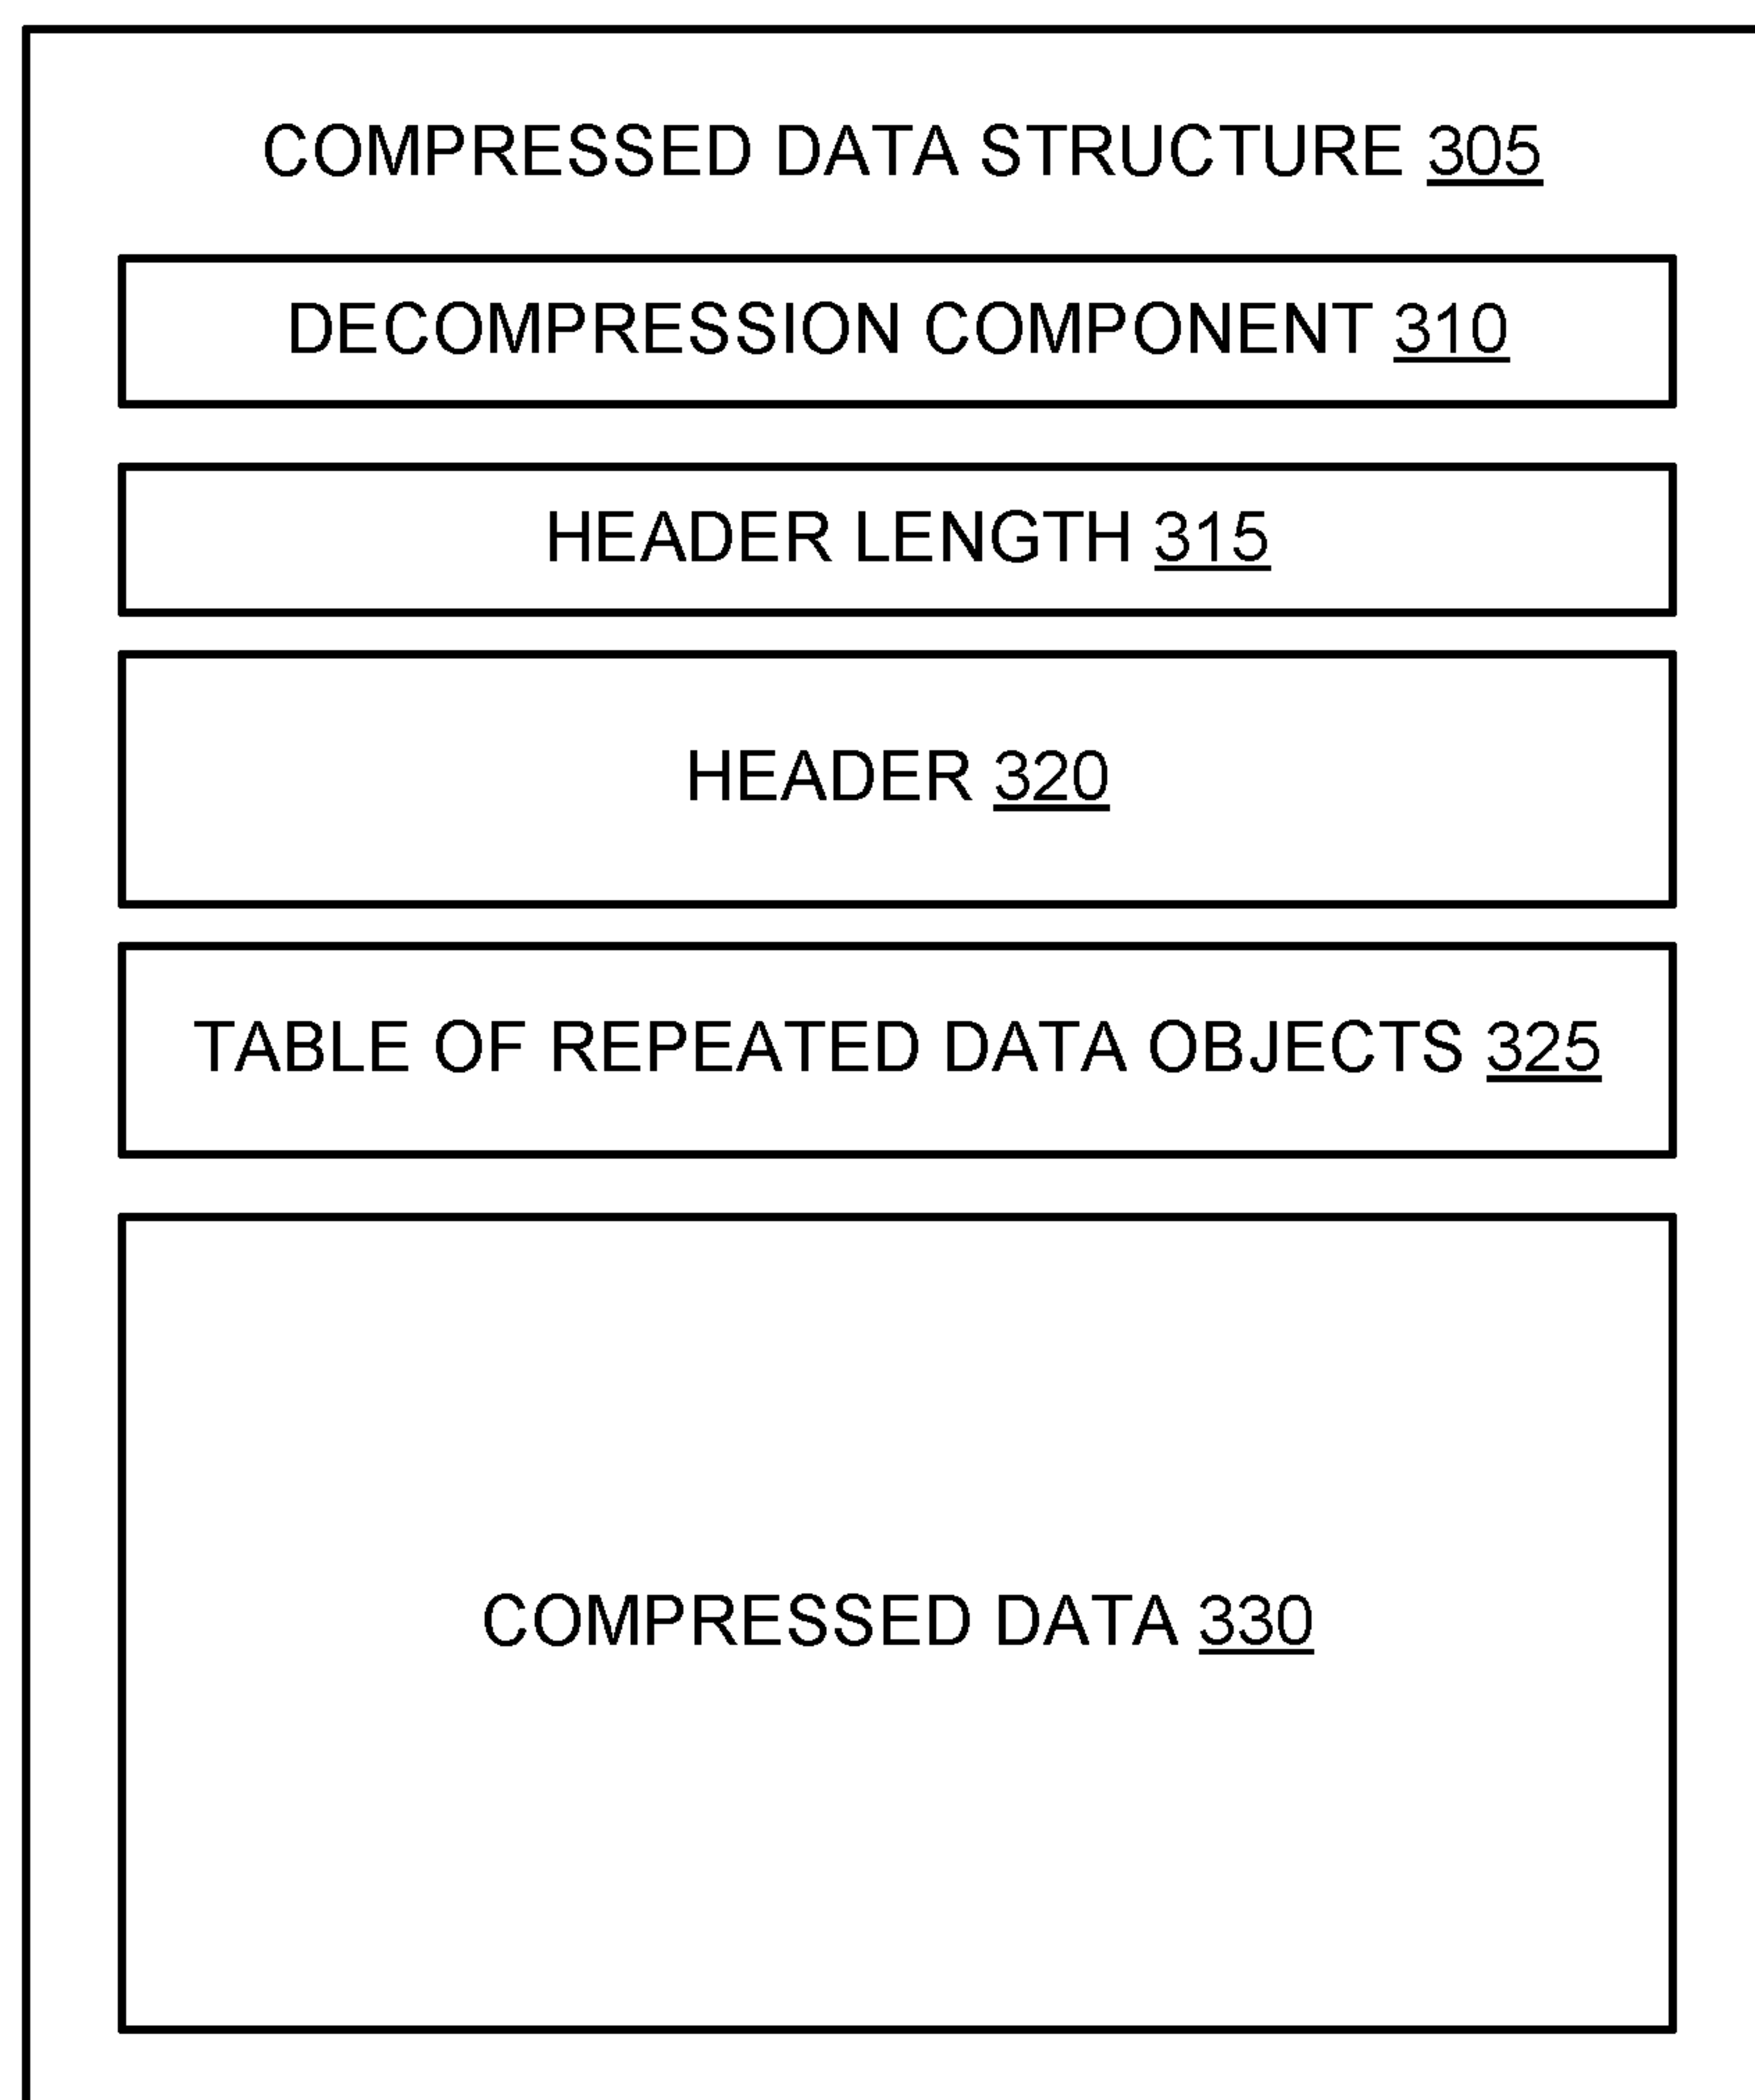 COMPRESSED DATA STRUCTURE 305
DECOMPRESSION COMPONENT 310
HEADER LENGTH 315
HEADER 320
TABLE OF REPEATED DATA OBJECTS 325
COMPRESSED DATA 330